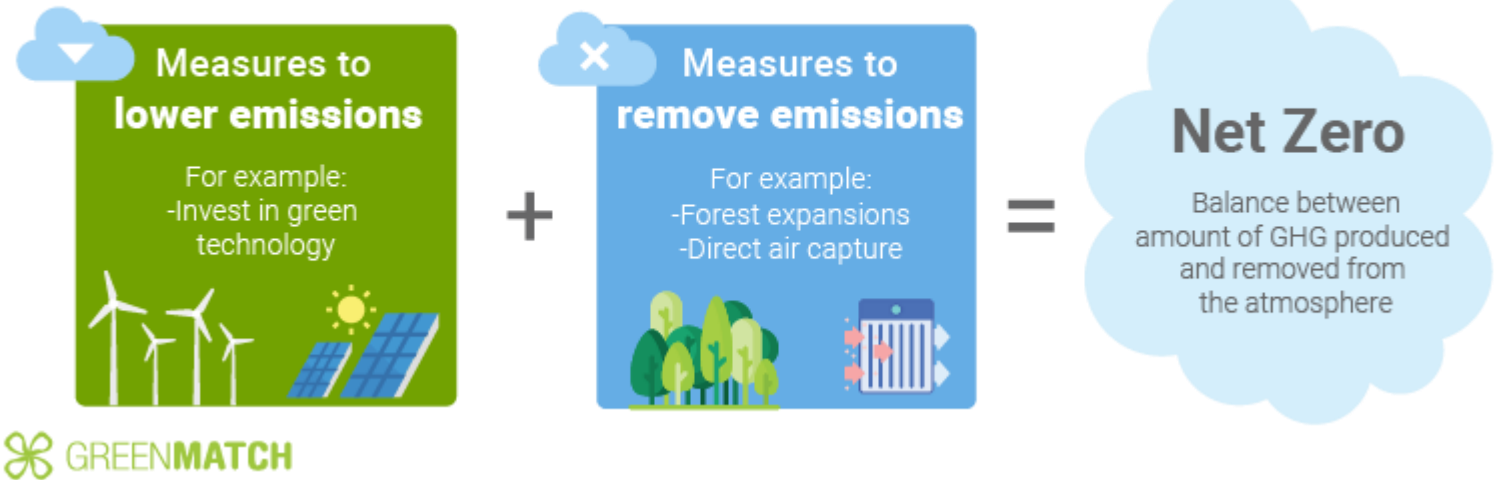 Measures to
lower emissions
For example:
-Invest in green
technology
+
Measures to
remove emissions
For example:
-Forest expansions
-Direct air capture
=
Net Zero
Balance between
amount of GHG produced
and removed from
the atmosphere
GREENMATCH